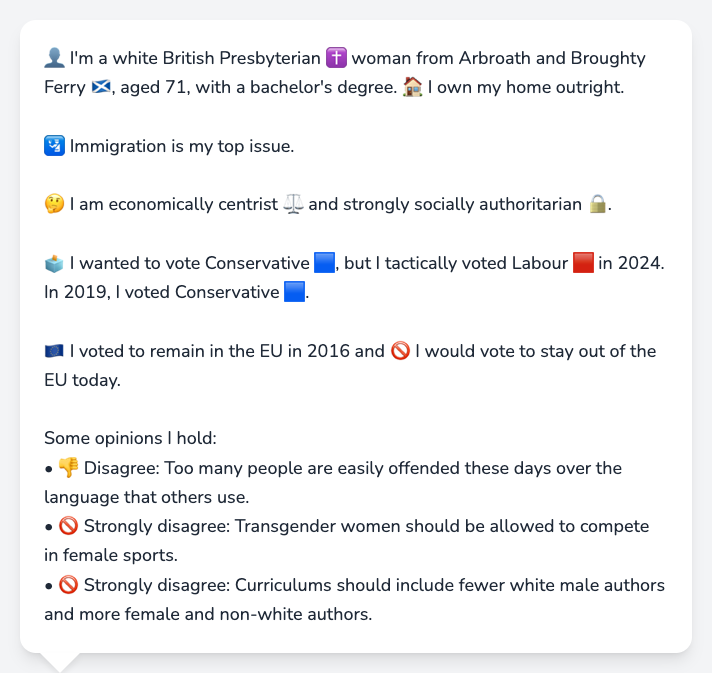 👤 I'm a white British Presbyterian ✝️ woman from Arbroath and Broughty
Ferry 🏴󠁧󠁢󠁳󠁣󠁴󠁿, aged 71, with a bachelor's degree. 🏠 I own my home outright.
🛂 Immigration is my top issue.
🤔 I am economically centrist ⚖️ and strongly socially authoritarian 🔒.
🗳️ I wanted to vote Conservative 🟦, but I tactically voted Labour 🟥 in 2024.
In 2019, I voted Conservative 🟦.
🇪🇺 I voted to remain in the EU in 2016 and 🚫 I would vote to stay out of the
EU today.
Some opinions I hold:
• 👎 Disagree: Too many people are easily offended these days over the
language that others use.
• 🚫 Strongly disagree: Transgender women should be allowed to compete
in female sports.
• 🚫 Strongly disagree: Curriculums should include fewer white male authors
and more female and non-white authors.